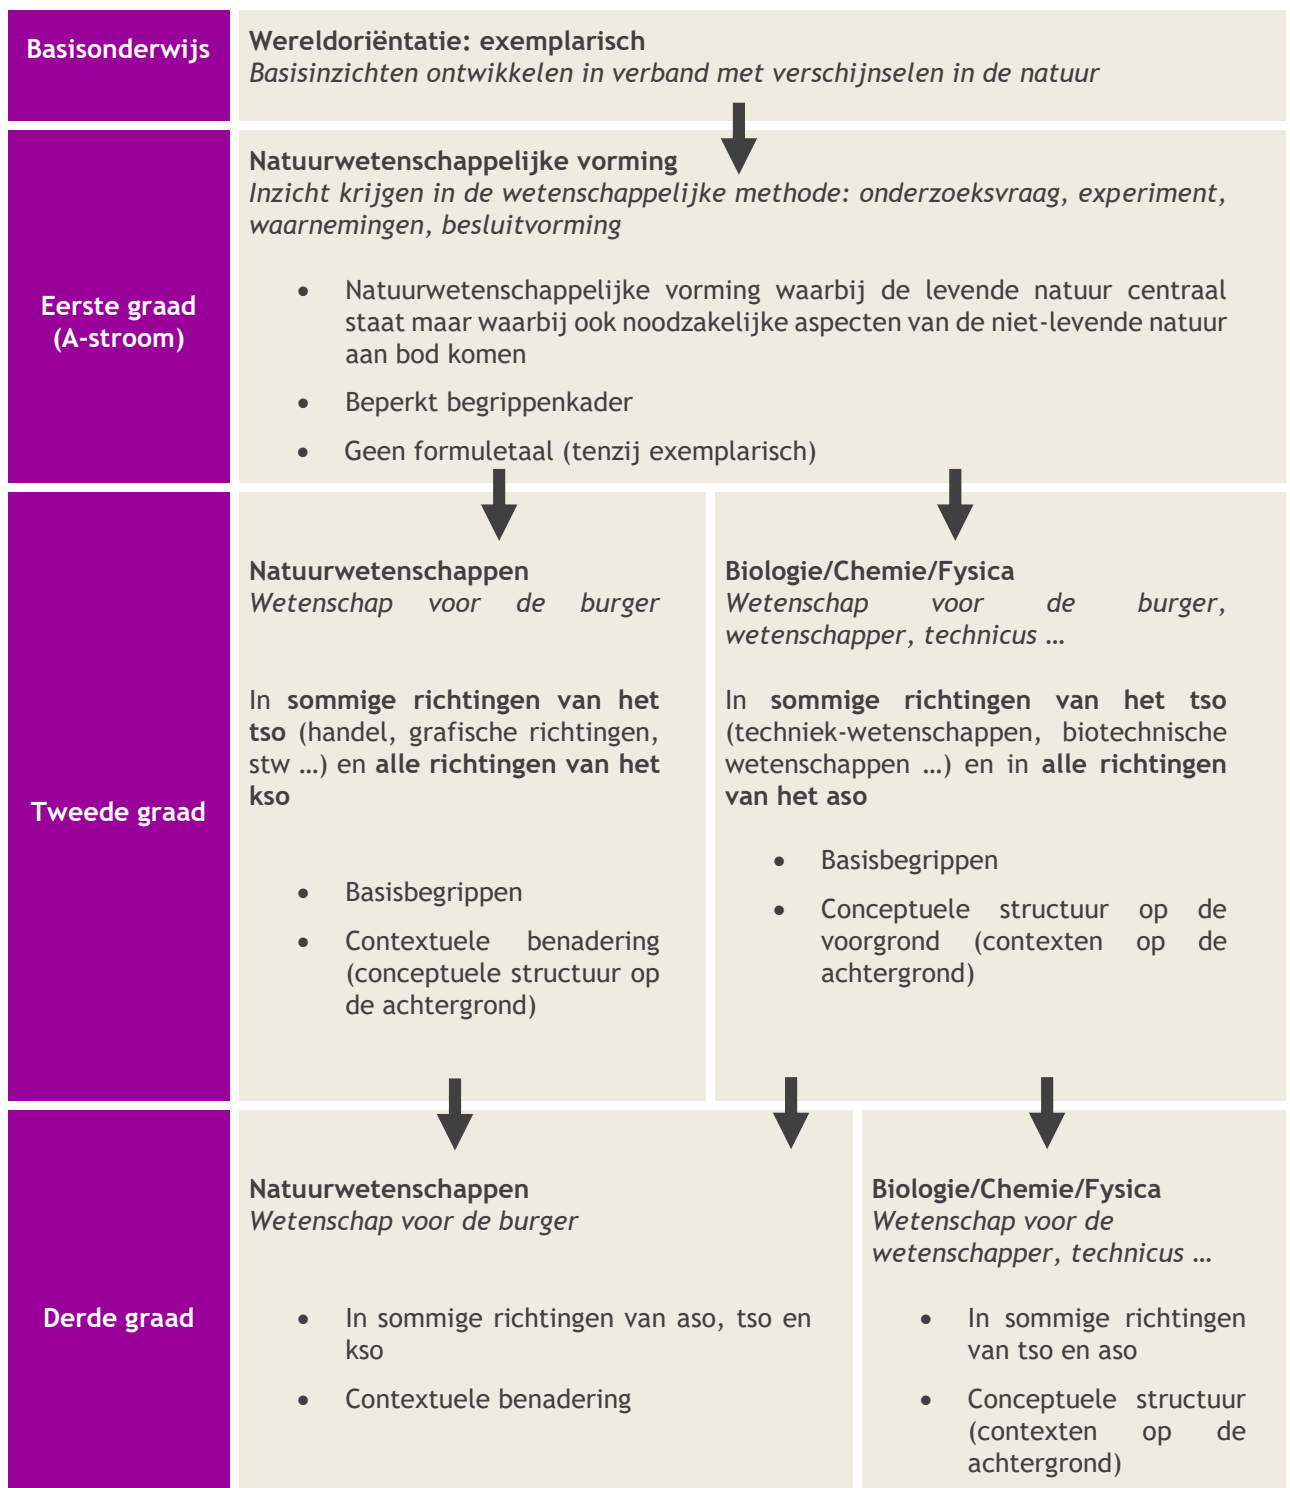 Basisonderwijs
Wereldoriëntatie: exemplarisch
Basisinzichten ontwikkelen in verband met verschijnselen in de natuur
Eerste graad
(A-stroom)
Natuurwetenschappelijke vorming
Inzicht krijgen in de wetenschappelijke methode: onderzoeksvraag, experiment,
waarnemingen, besluitvorming
• Natuurwetenschappelijke vorming waarbij de levende natuur centraal
staat maar waarbij ook noodzakelijke aspecten van de niet-levende natuur
aan bod komen
• Beperkt begrippenkader
• Geen formuletaal (tenzij exemplarisch)
Tweede graad
Natuurwetenschappen
Wetenschap voor de burger
In sommige richtingen van het
tso (handel, grafische richtingen,
stw …) en alle richtingen van het
kso
• Basisbegrippen
• Contextuele benadering
(conceptuele structuur op
de achtergrond)
Biologie/Chemie/Fysica
Wetenschap voor de burger,
wetenschapper, technicus …
In sommige richtingen van het tso
(techniek-wetenschappen, biotechnische
wetenschappen …) en in alle richtingen
van het aso
• Basisbegrippen
• Conceptuele structuur op de
voorgrond (contexten op de
achtergrond)
Derde graad
Natuurwetenschappen
Wetenschap voor de burger
• In sommige richtingen van aso, tso en
kso
• Contextuele benadering
Biologie/Chemie/Fysica
Wetenschap voor de
wetenschapper, technicus …
• In sommige richtingen
van tso en aso
• Conceptuele structuur
(contexten op de
achtergrond)